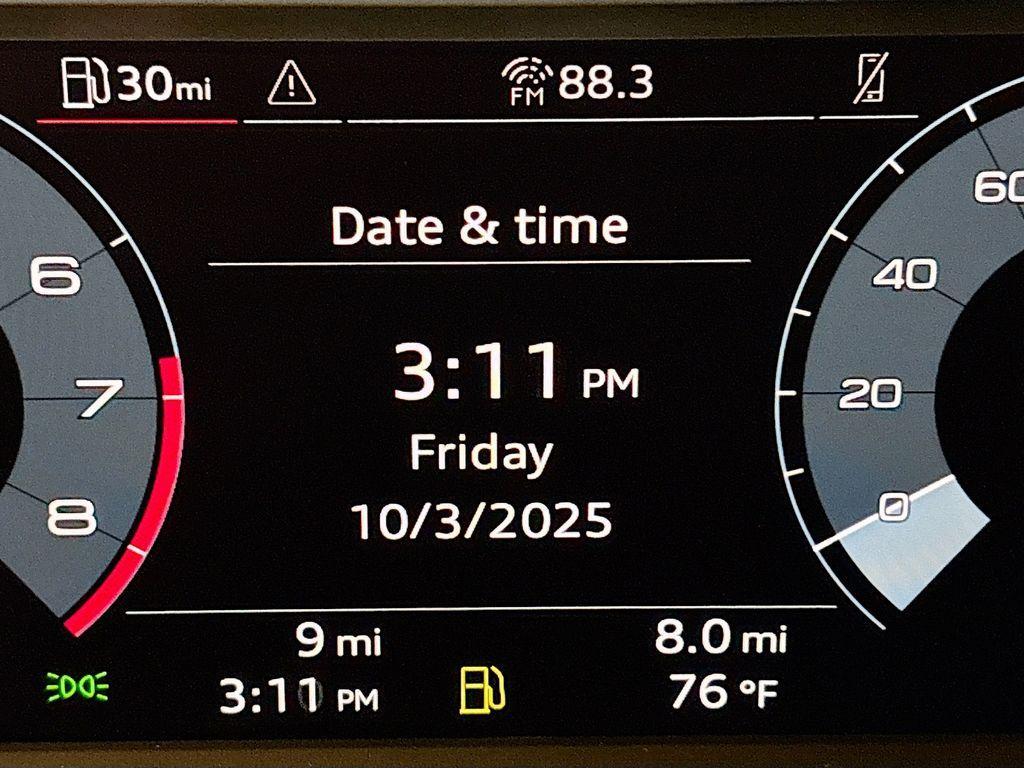 30mi
FM 88.3
Date & time
3:11 PM
Friday
10/3/2025
6
7
8
60
40
20
0
9 mi
8.0 mi
3:11 PM
76 °F